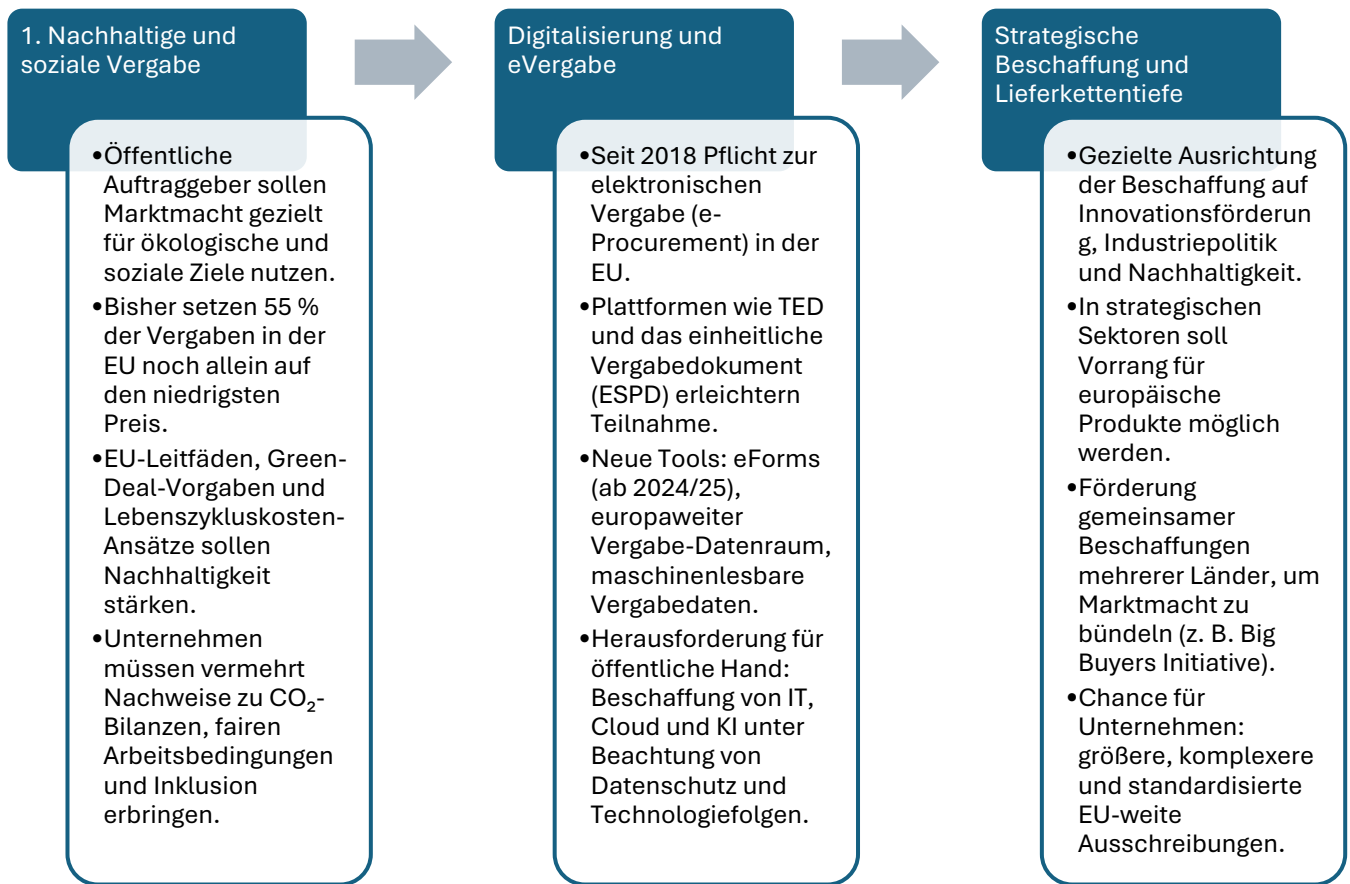 1. Nachhaltige und
soziale Vergabe
•Öffentliche
Auftraggeber sollen
Marktmacht gezielt
für ökologische und
soziale Ziele nutzen.
•Bisher setzen 55 %
der Vergaben in der
EU noch allein auf
den niedrigsten
Preis.
•EU-Leitfäden, Green-
Deal-Vorgaben und
Lebenszykluskosten-
Ansätze sollen
Nachhaltigkeit
stärken.
•Unternehmen
müssen vermehrt
Nachweise zu CO₂-
Bilanzen, fairen
Arbeitsbedingungen
und Inklusion
erbringen.
Digitalisierung und
eVergabe
•Seit 2018 Pflicht zur
elektronischen
Vergabe (e-
Procurement) in der
EU.
•Plattformen wie TED
und das einheitliche
Vergabedokument
(ESPD) erleichtern
Teilnahme.
•Neue Tools: eForms
(ab 2024/25),
europaweiter
Vergabe-Datenraum,
maschinenlesbare
Vergabedaten.
•Herausforderung für
öffentliche Hand:
Beschaffung von IT,
Cloud und KI unter
Beachtung von
Datenschutz und
Technologiefolgen.
Strategische
Beschaffung und
Lieferkettentiefe
•Gezielte Ausrichtung
der Beschaffung auf
Innovationsförderun
g, Industriepolitik
und Nachhaltigkeit.
•In strategischen
Sektoren soll
Vorrang für
europäische
Produkte möglich
werden.
•Förderung
gemeinsamer
Beschaffungen
mehrerer Länder, um
Marktmacht zu
bündeln (z. B. Big
Buyers Initiative).
•Chance für
Unternehmen:
größere, komplexere
und standardisierte
EU-weite
Ausschreibungen.